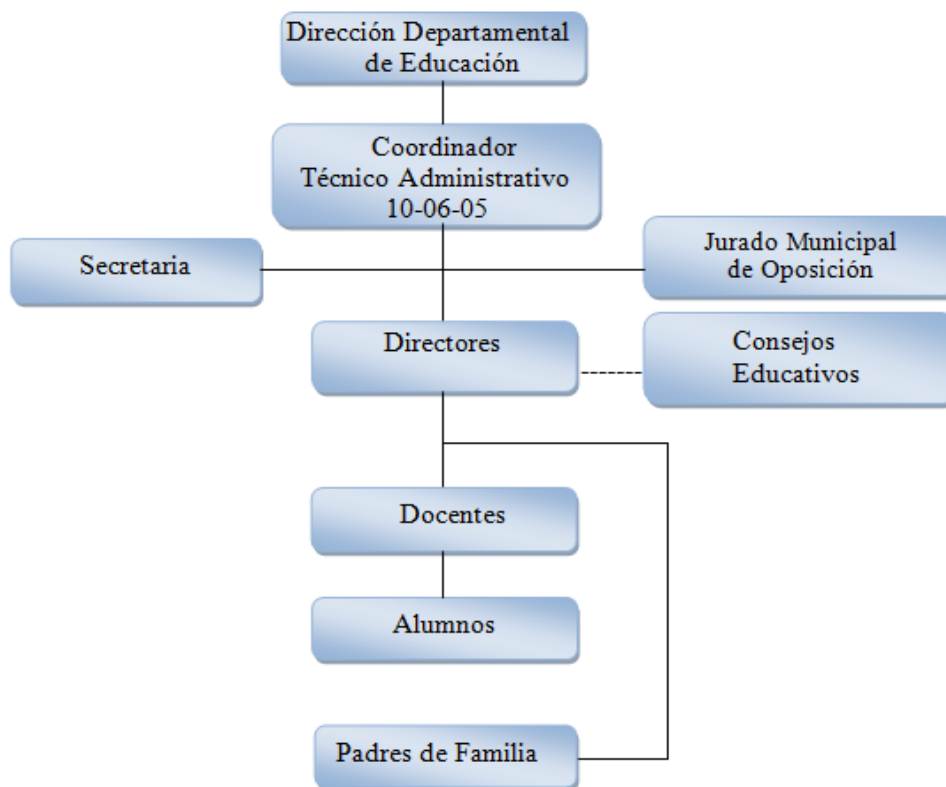 Dirección Departamental
de Educación
Coordinador
Técnico Administrativo
10-06-05
Secretaria
Jurado Municipal
de Oposición
Directores
Consejos
Educativos
Docentes
Alumnos
Padres de Familia